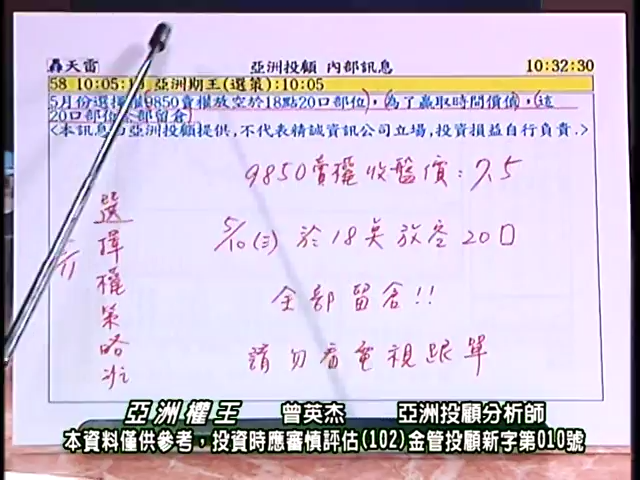 轟天雷 亞洲投顧 內部訊息 10:32:30
58 10:05:1 亞洲期王(選策):10:05
5月份選擇權9850賣權放空於18點20口部位),(為了贏取時間價值,(這
20口部位全部留倉)
<本訊息由亞洲投顧提供,不代表精誠資訊公司立場,投資損益自行負責.>
9850賣權收盤價:7.5
5/10(三)於18點放空20口
全部留倉!!
請勿看電視跟單
選擇權策略
亞洲權王 曾英杰 亞洲投顧分析師
本資料僅供參考,投資時應審慎評估(102)金管投顧新字第010號